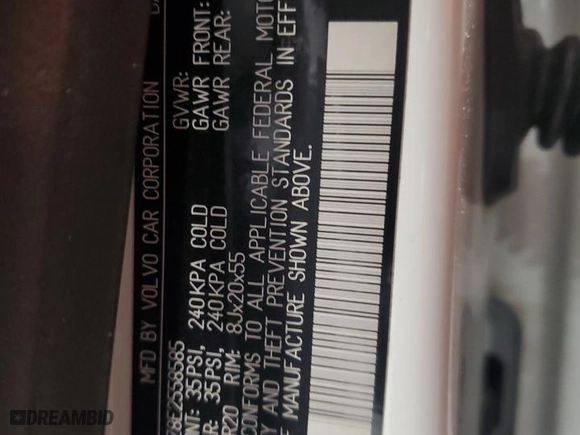 MFD BY VOLVO CAR CORPORATION
GVWR:
GAWR FRONT:
GAWR REAR:
35PSI, 240KPA COLD
35PSI, 240KPA COLD
R20 RIM: 8Jx20x55
CONFORMS TO ALL APPLICABLE FEDERAL MOTO
Y AND THEFT PREVENTION STANDARDS IN EFF
F MANUFACTURE SHOWN ABOVE.
DREAMBID